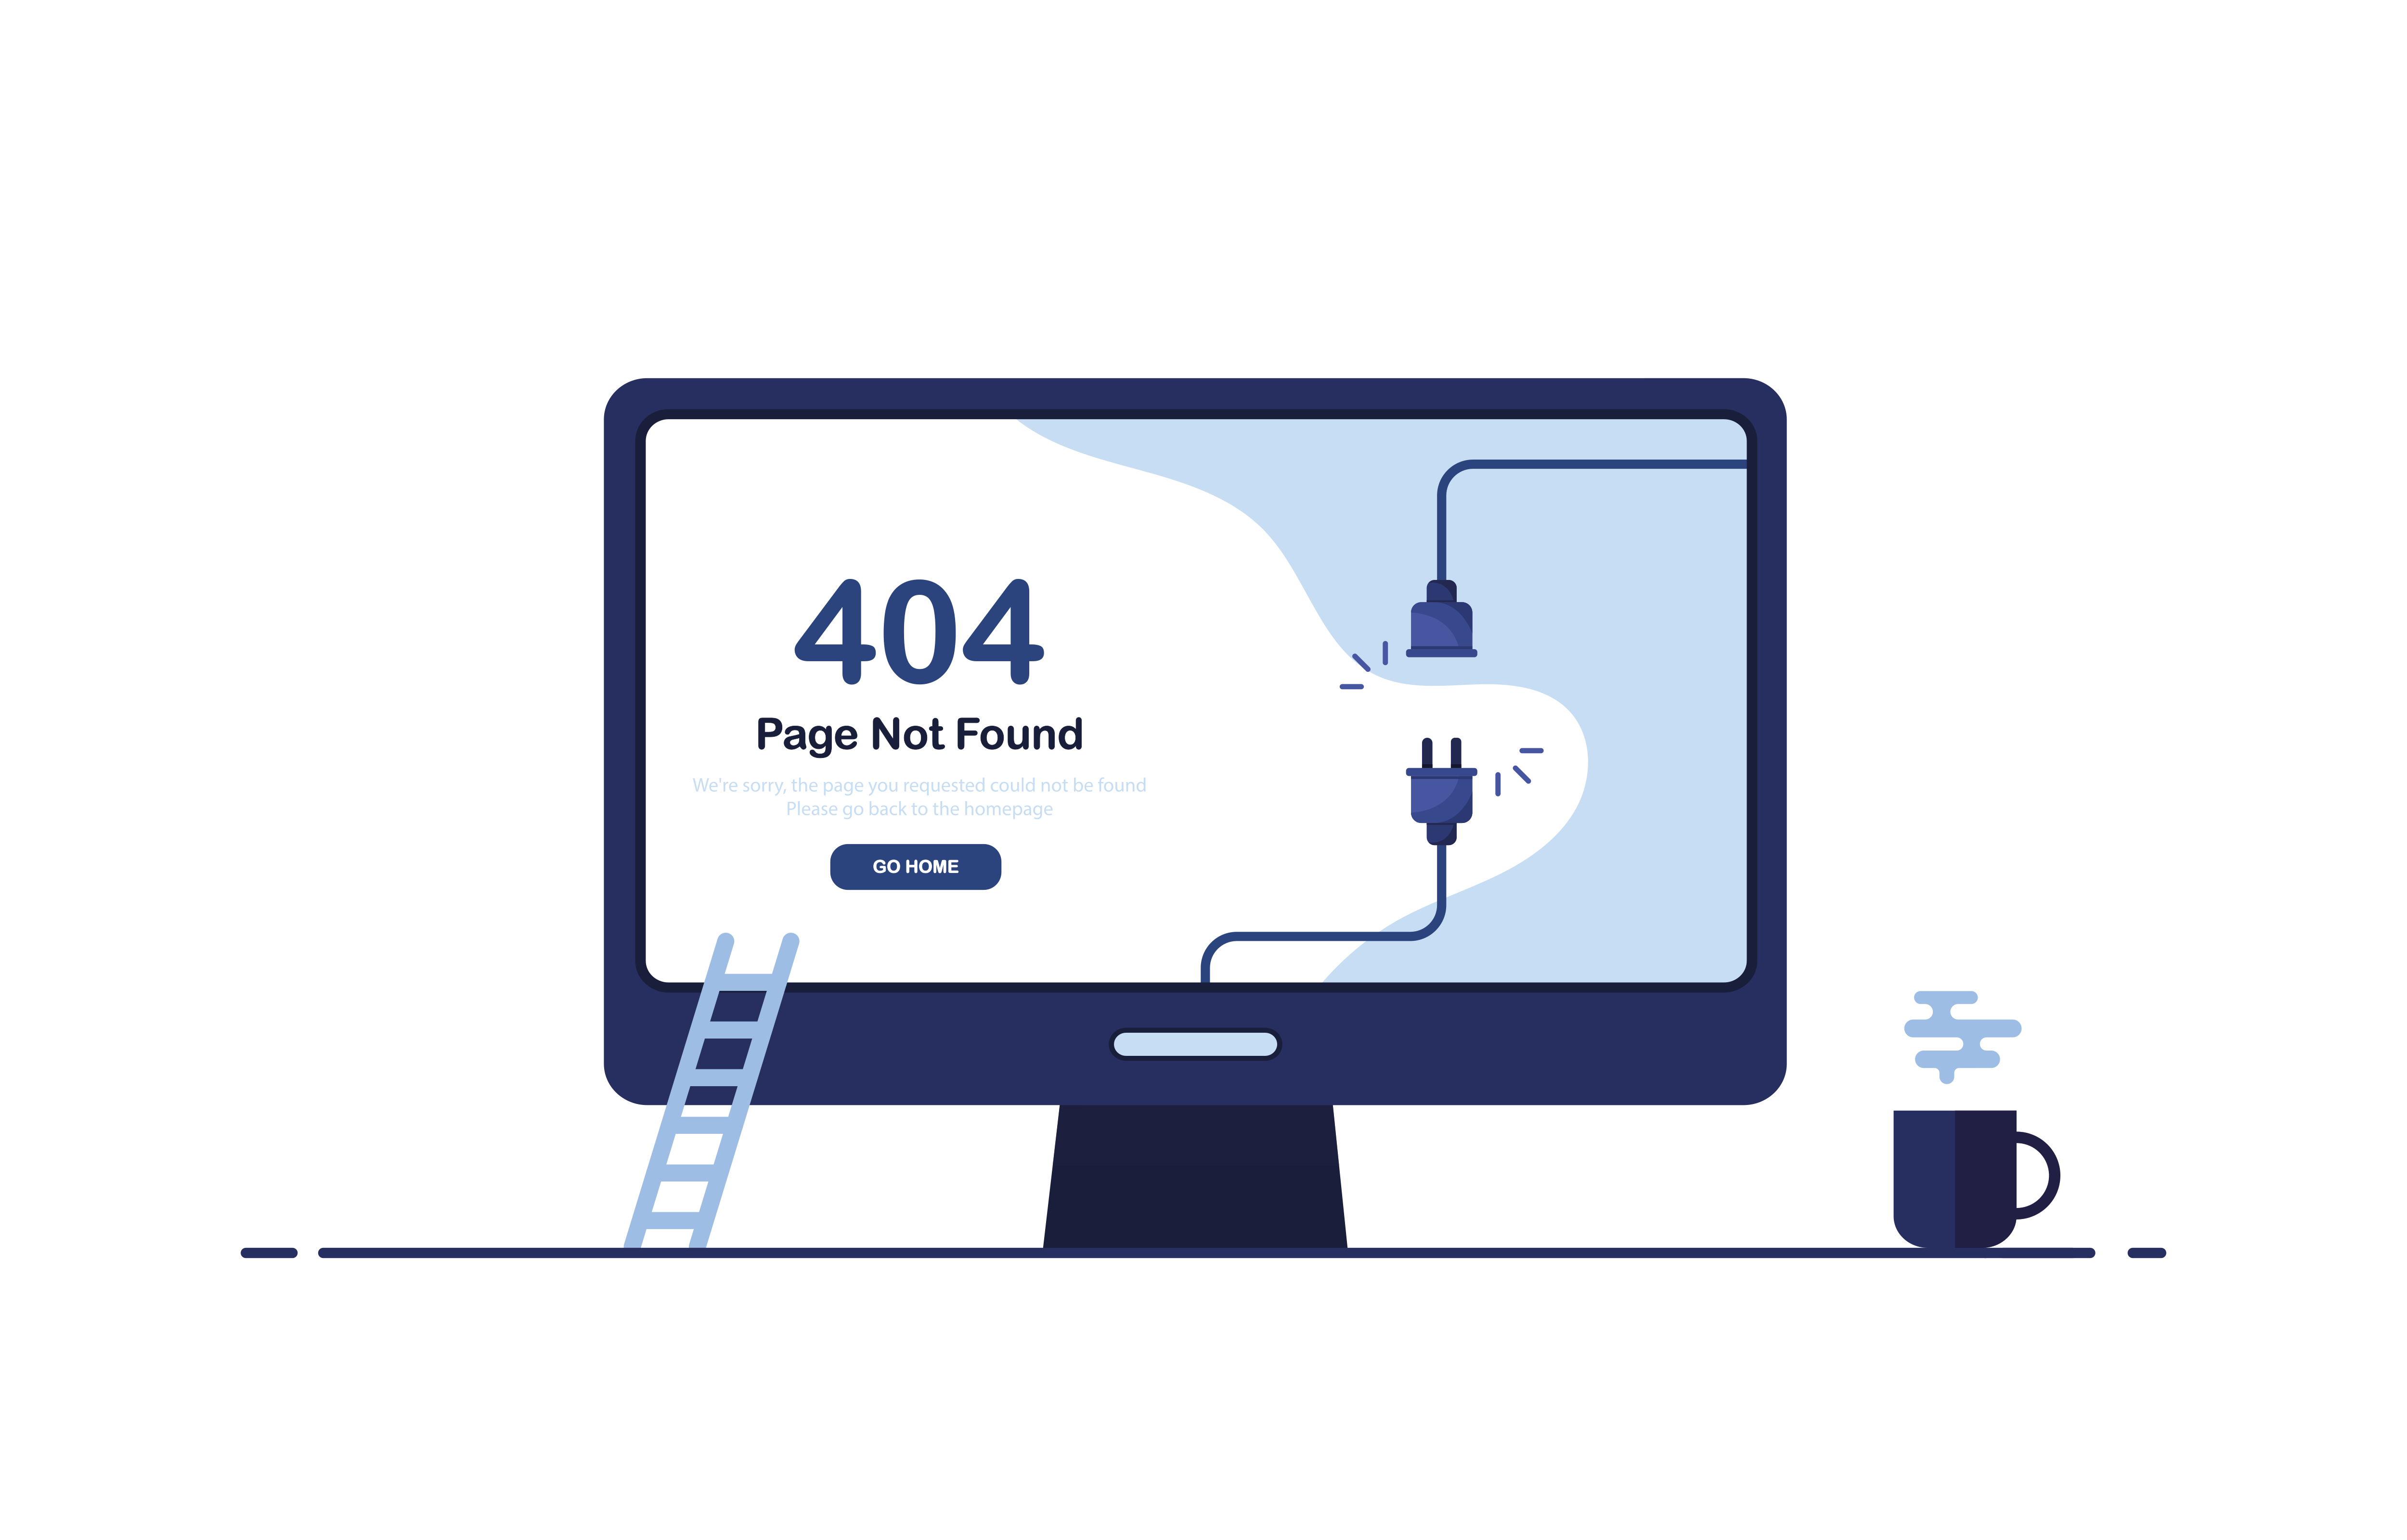 404
Page Not Found
We're sorry, the page you requested could not be found
Please go back to the homepage
GO HOME